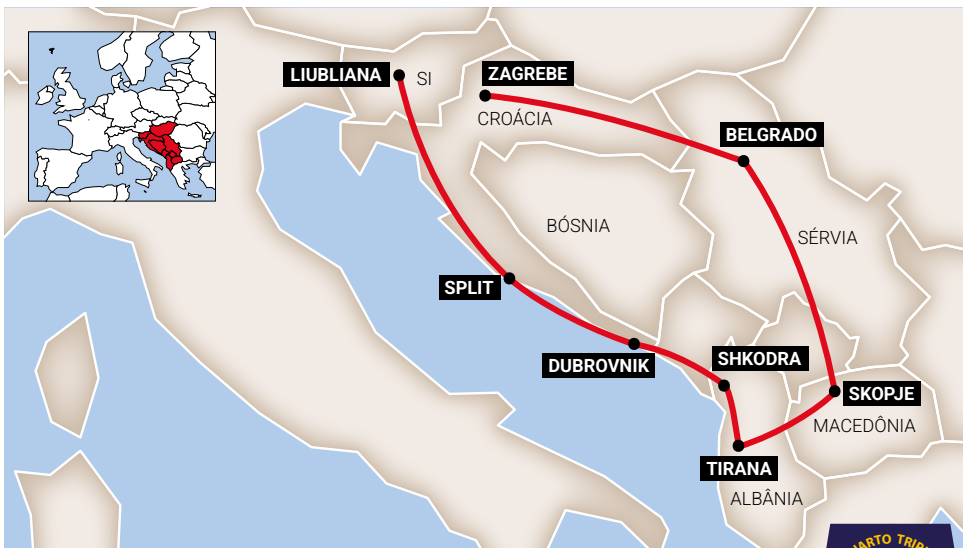 LIUBLIANA
SI
ZAGREBE
CROÁCIA
BELGRADO
BÓSNIA
SÉRVIA
SPLIT
DUBROVNIK
SHKODRA
SKOPJE
MACEDÔNIA
TIRANA
ALBÂNIA